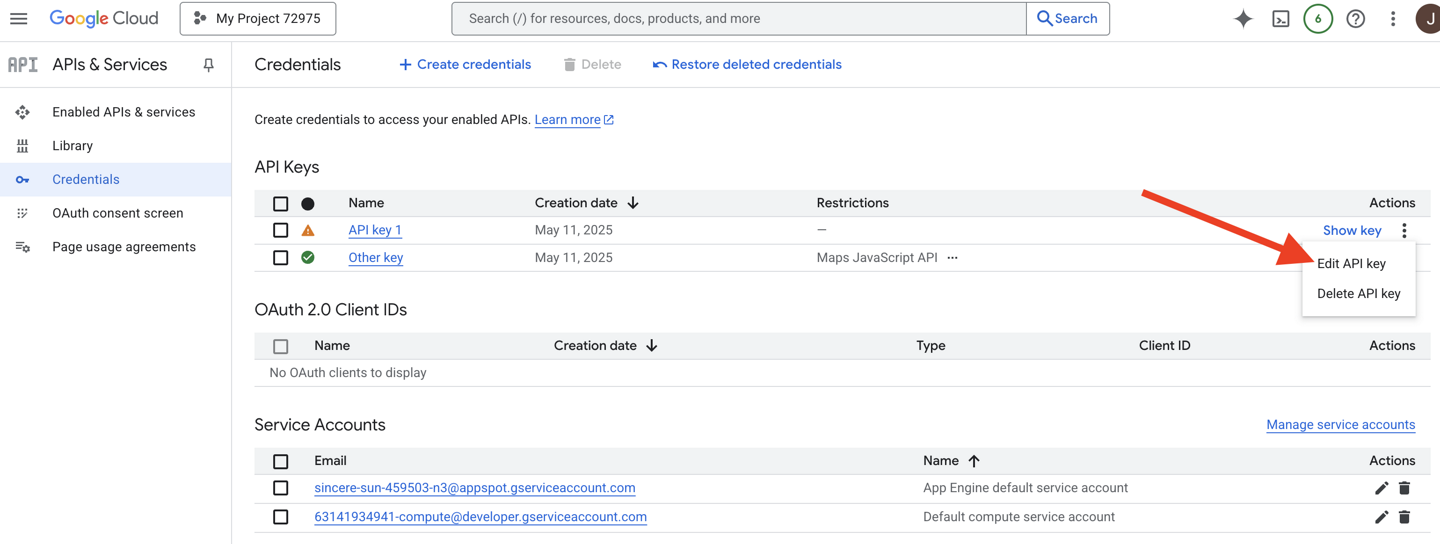 Google Cloud My Project 72975 Search (/) for resources, docs, products, and more Search 6 J
API APIs & Services
Enabled APIs & services
Library
Credentials
OAuth consent screen
Page usage agreements
Credentials Create credentials Delete Restore deleted credentials
Create credentials to access your enabled APIs. Learn more
API Keys
Name Creation date Restrictions Actions
API key 1 May 11, 2025 — Show key
Other key May 11, 2025 Maps JavaScript API ···
Edit API key
Delete API key
OAuth 2.0 Client IDs
Name Creation date Type Client ID Actions
No OAuth clients to display
Service Accounts Manage service accounts
Email Name Actions
sincere-sun-459503-n3@appspot.gserviceaccount.com App Engine default service account
63141934941-compute@developer.gserviceaccount.com Default compute service account